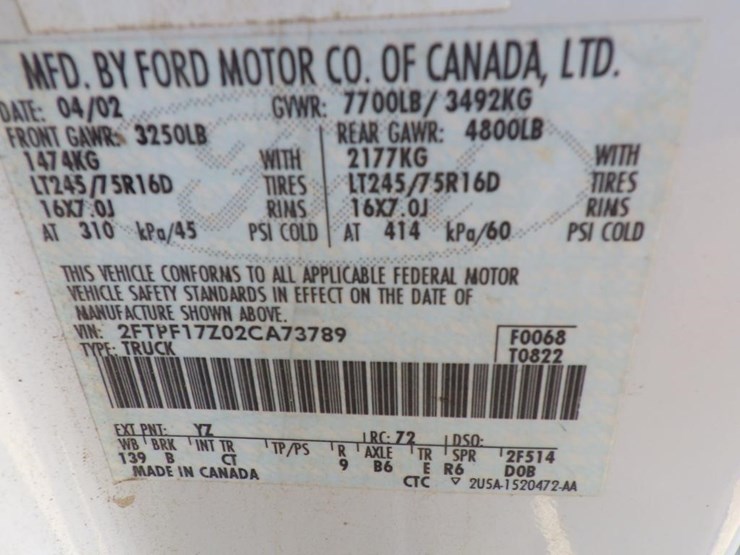 MFD. BY FORD MOTOR CO. OF CANADA, LTD.
DATE: 04/02 GVWR: 7700LB/ 3492KG
FRONT GAWR: 3250LB REAR GAWR: 4800LB
1474KG WITH 2177KG WITH
LT245/75R16D TIRES LT245/75R16D TIRES
16X7.0J RIMS 16X7.0J RIMS
AT 310 kPa/45 PSI COLD AT 414 kPa/60 PSI COLD
THIS VEHICLE CONFORMS TO ALL APPLICABLE FEDERAL MOTOR
VEHICLE SAFETY STANDARDS IN EFFECT ON THE DATE OF
MANUFACTURE SHOWN ABOVE.
VIN: 2FTPF17Z02CA73789 F0068
TYPE: TRUCK T0822
EXT PNT: YZ RC: 72 DSO:
WB BRK INT TR TP/PS R AXLE TR SPR 2F514
139 B CT 9 B6 E R6 D0B
MADE IN CANADA CTC 2U5A-1520472-AA